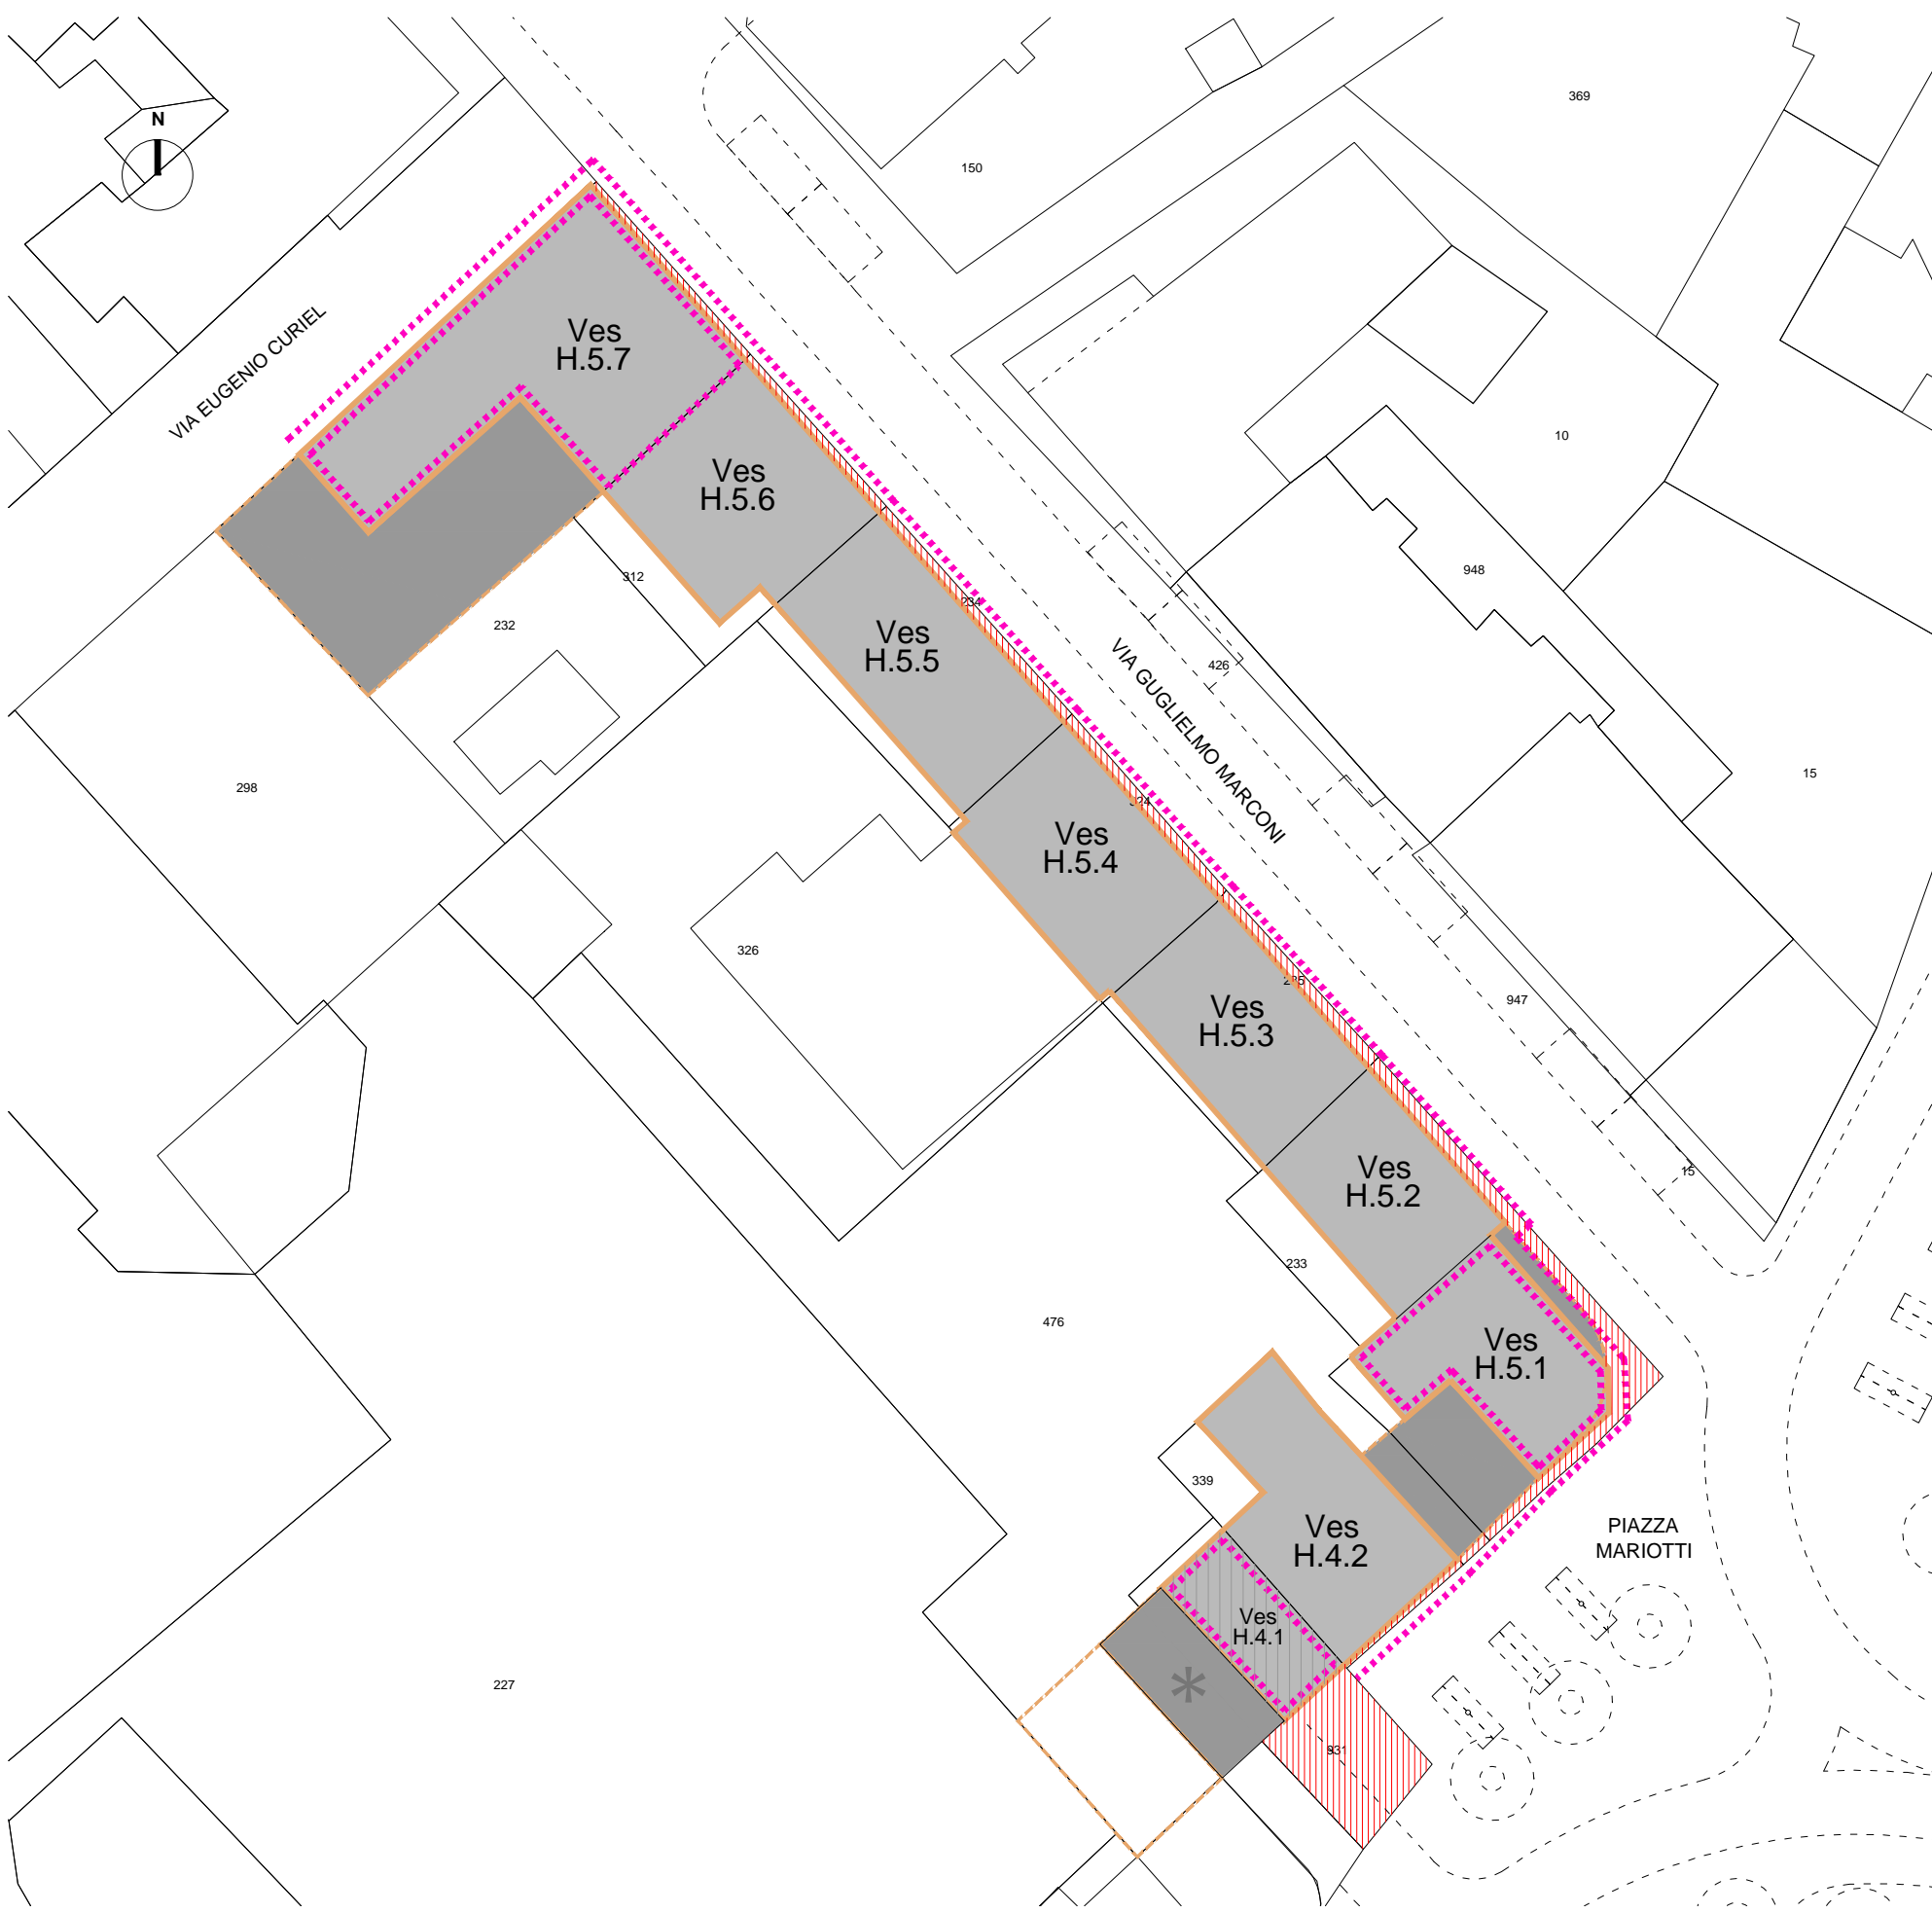 N
369
150
VIA EUGENIO CURIEL
Ves
H.5.7
10
Ves
H.5.6
312
232
948
234
Ves
H.5.5
426
VIA GUGLIELMO MARCONI
298
15
Ves
H.5.4
326
Ves
H.5.3
947
Ves
H.5.2
15
233
476
Ves
H.5.1
339
Ves
H.4.2
PIAZZA
MARIOTTI
Ves
H.4.1
*
227